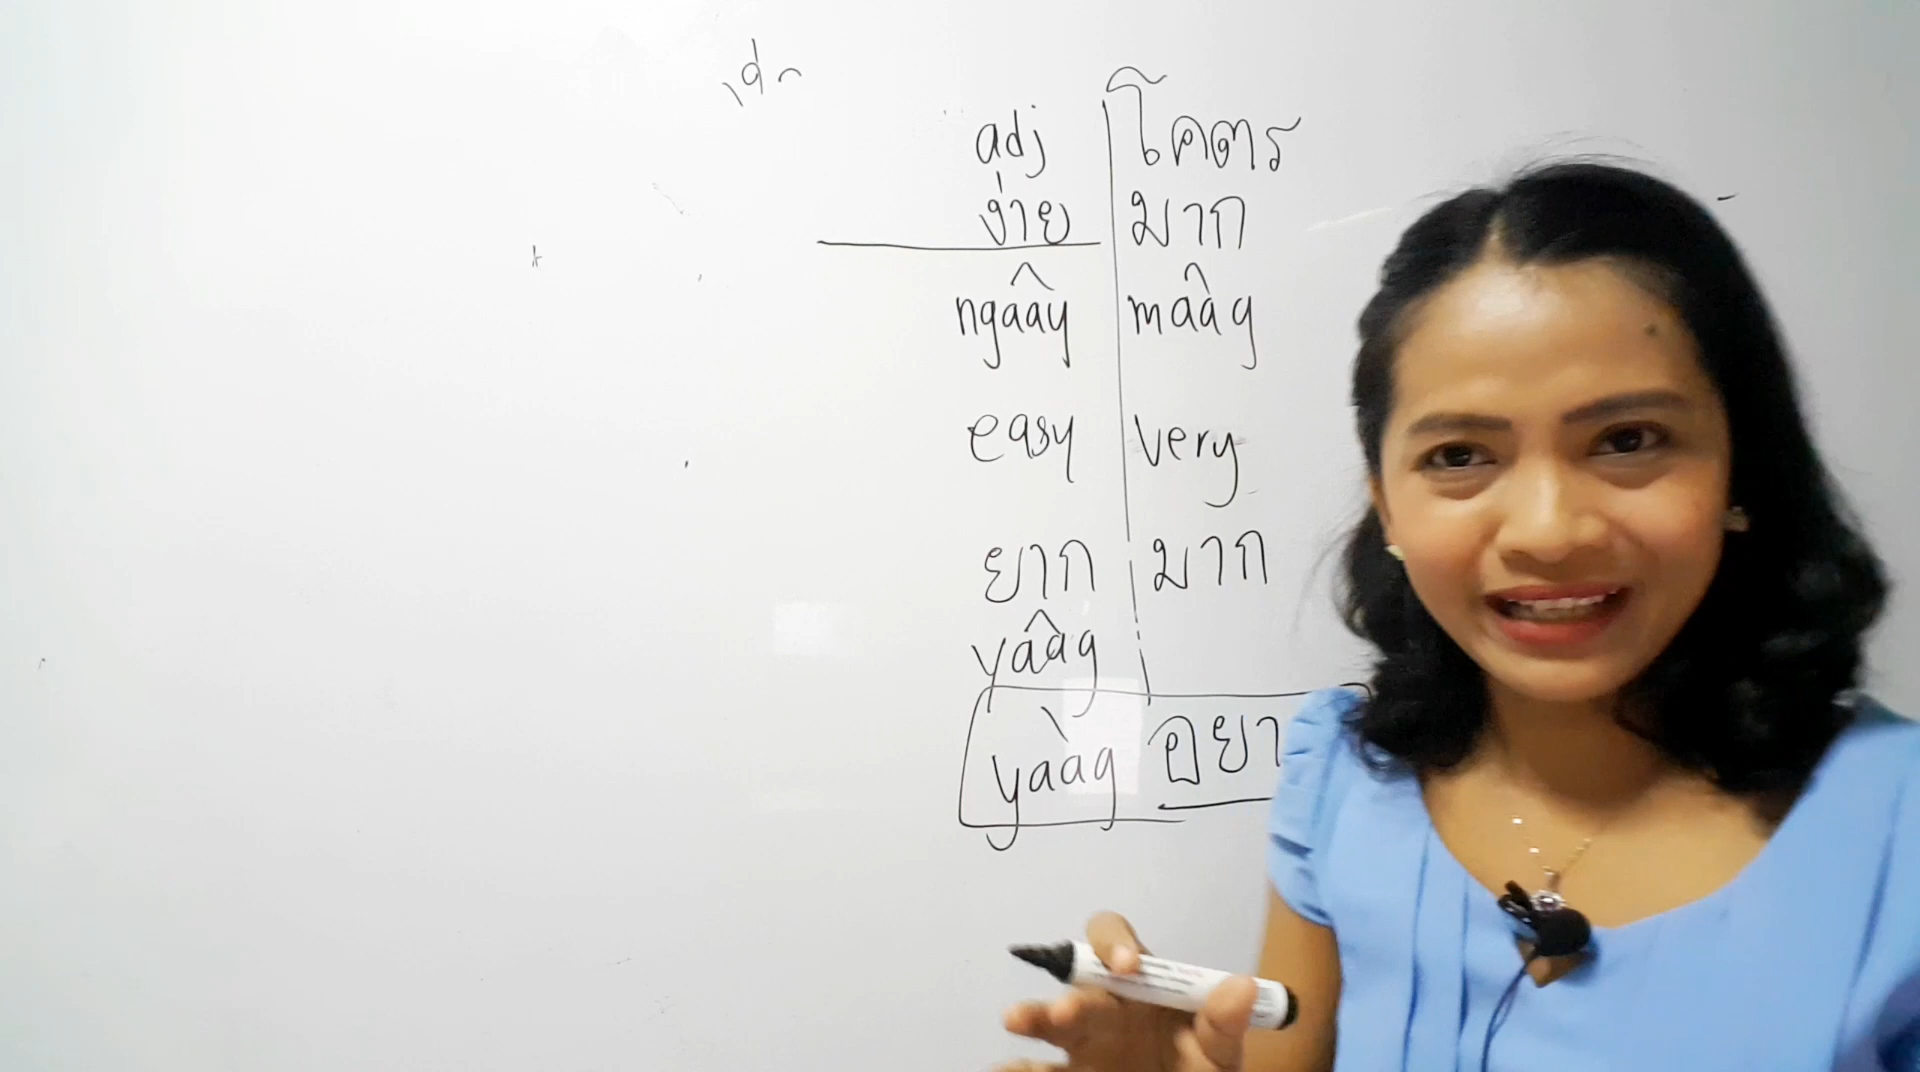 adj โคตร
ง่าย มาก
ngâay mâag
easy very
ยาก มาก
yâag
yàag อยา